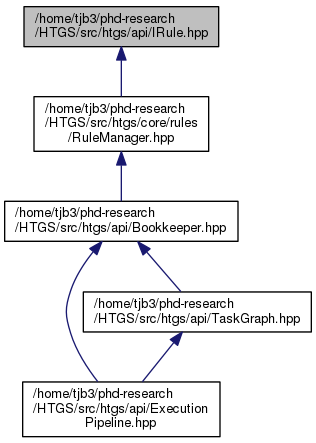 /home/tjb3/phd-research
/HTGS/src/htgs/api/IRule.hpp
/home/tjb3/phd-research
/HTGS/src/htgs/core/rules
/RuleManager.hpp
/home/tjb3/phd-research
/HTGS/src/htgs/api/Bookkeeper.hpp
/home/tjb3/phd-research
/HTGS/src/htgs/api/TaskGraph.hpp
/home/tjb3/phd-research
/HTGS/src/htgs/api/Execution
Pipeline.hpp